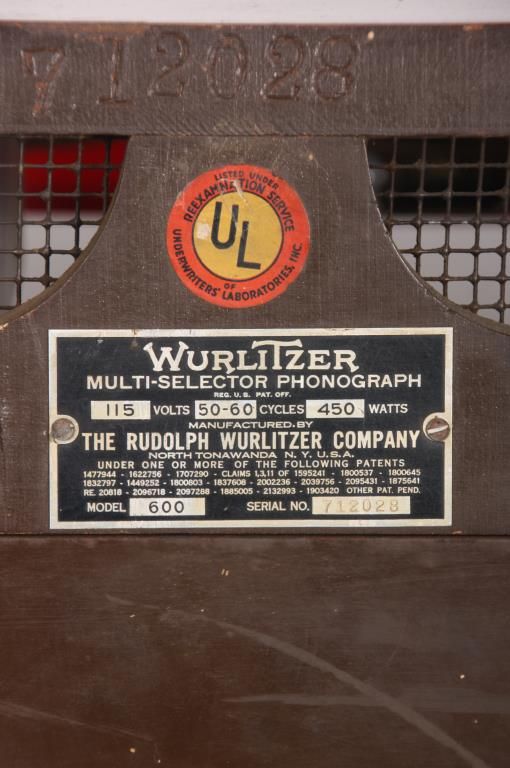 712028
LISTED UNDER
REEXAMINATION SERVICE
UL
OF
UNDERWRITERS' LABORATORIES, INC.
WURLITZER
MULTI-SELECTOR PHONOGRAPH
REG. U.S. PAT. OFF.
115 VOLTS 50-60 CYCLES 450 WATTS
MANUFACTURED BY
THE RUDOLPH WURLITZER COMPANY
NORTH TONAWANDA N.Y. U.S.A.
UNDER ONE OR MORE OF THE FOLLOWING PATENTS
1477944 - 1622756 - 1707290 - CLAIMS 1,3,11 OF 1595241 - 1800537 - 1800645
1832797 - 1449252 - 1800803 - 1837608 - 2002236 - 2039756 - 2095431 - 1875641
RE. 20818 - 2096718 - 2097288 - 1885005 - 2132993 - 1903420 OTHER PAT. PEND.
MODEL 600 SERIAL NO. 712028